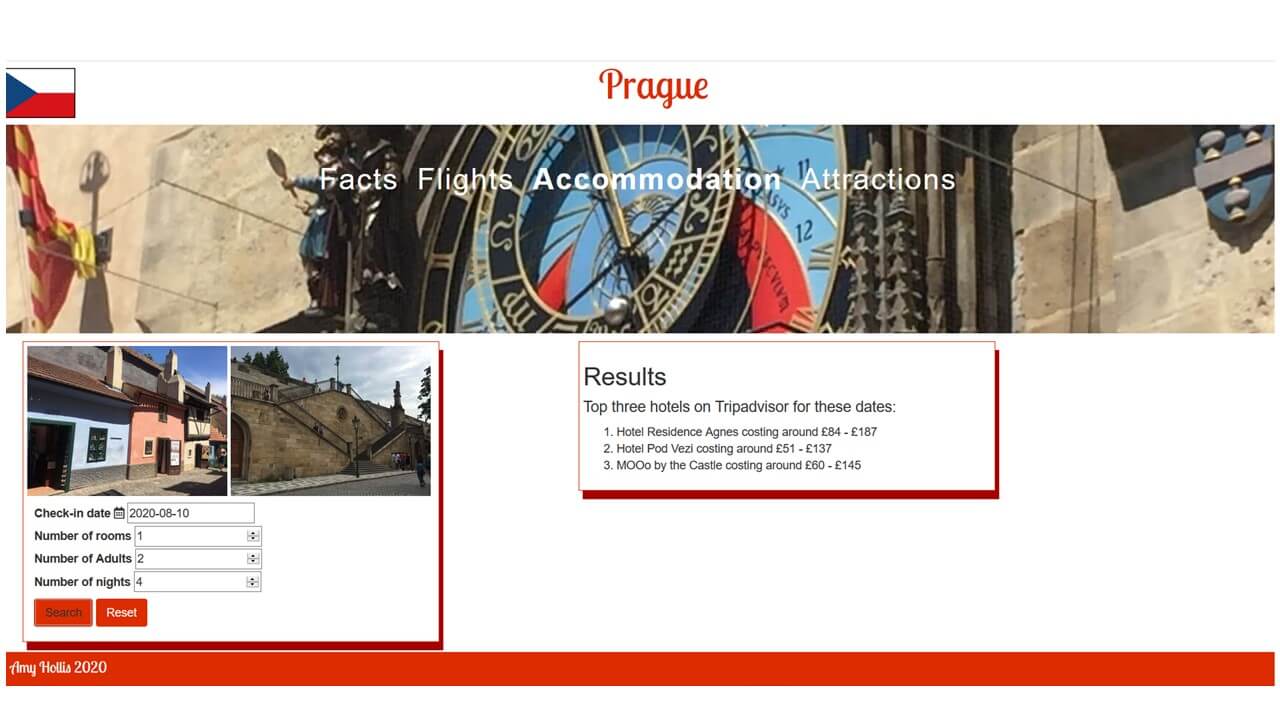 Prague
Facts Flights Accommodation Attractions
Results
Top three hotels on Tripadvisor for these dates:
1. Hotel Residence Agnes costing around £84 - £187
2. Hotel Pod Vezi costing around £51 - £137
3. MOOo by the Castle costing around £60 - £145
Check-in date 2020-08-10
Number of rooms 1
Number of Adults 2
Number of nights 4
Search Reset
Amy Hollis 2020